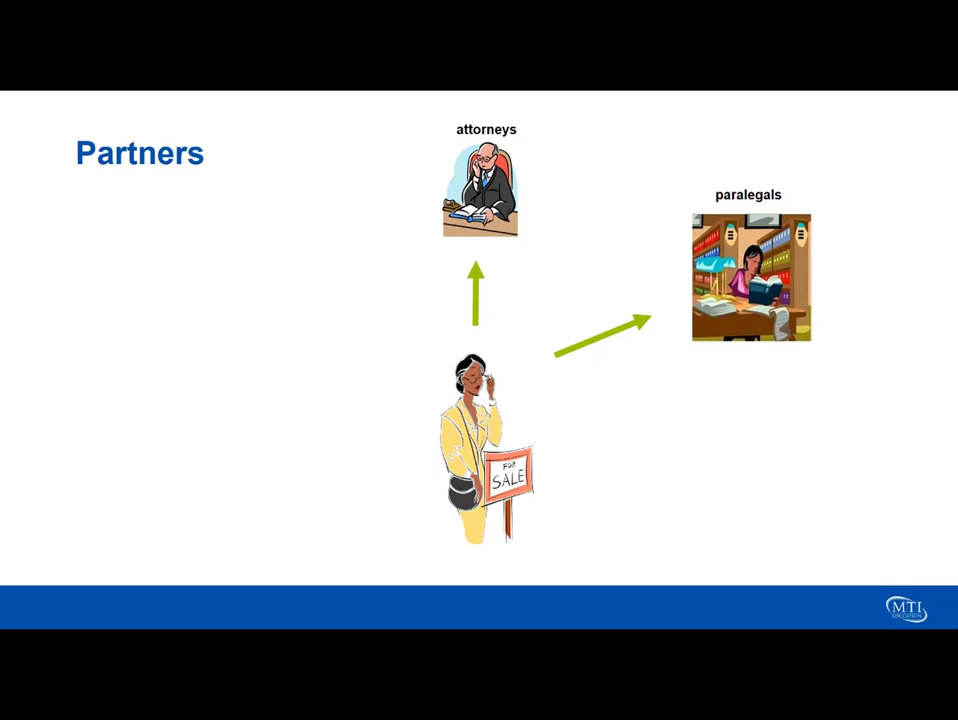 Partners
attorneys
paralegals
FOR
SALE
MTI
EDUCATION